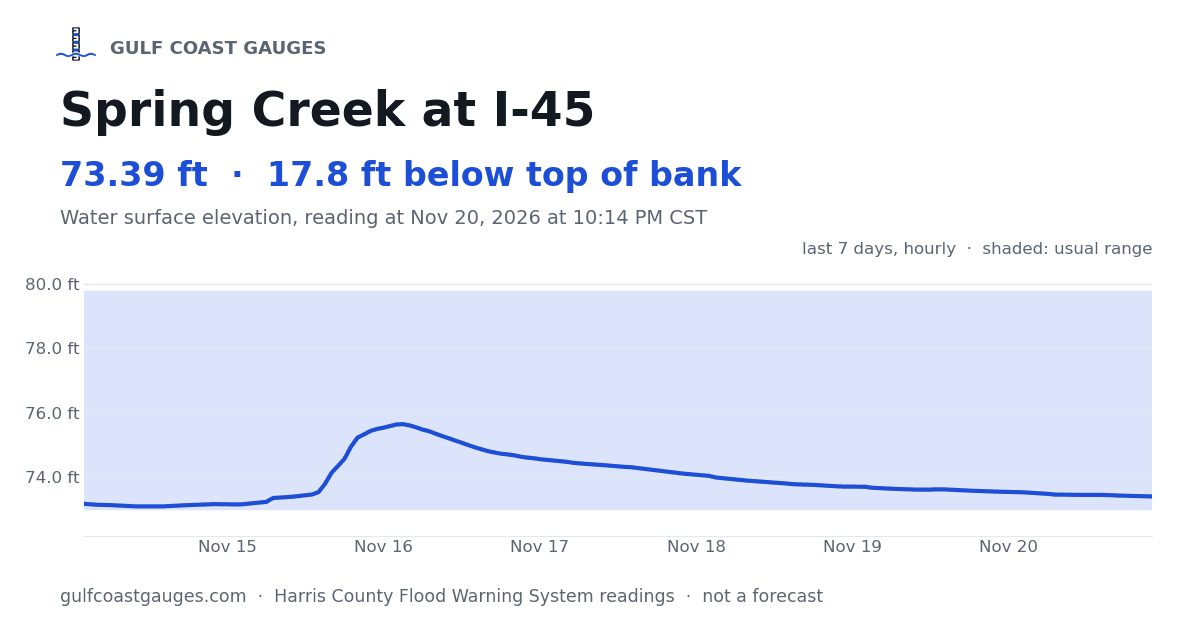 GULF COAST GAUGES
Spring Creek at I-45
73.39 ft · 17.8 ft below top of bank
Water surface elevation, reading at Nov 20, 2026 at 10:14 PM CST
last 7 days, hourly · shaded: usual range
80.0 ft
78.0 ft
76.0 ft
74.0 ft
Nov 15 Nov 16 Nov 17 Nov 18 Nov 19 Nov 20
gulfcoastgauges.com · Harris County Flood Warning System readings · not a forecast